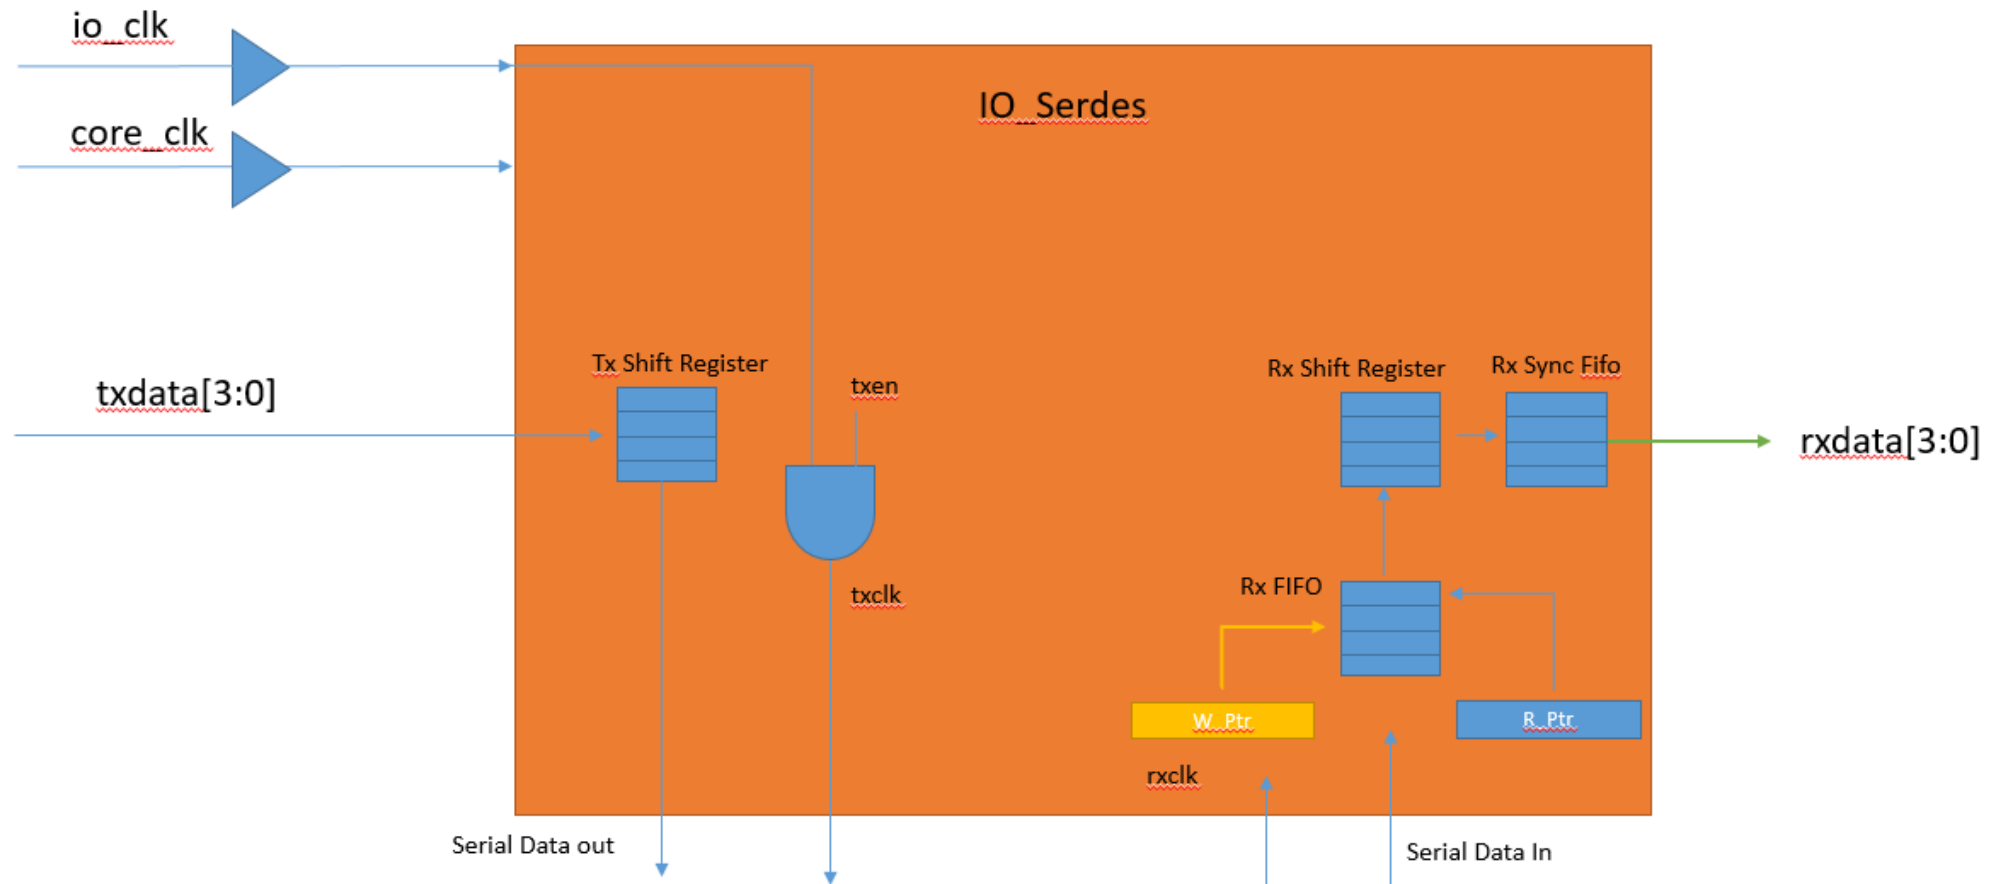 io_clk
IO_Serdes
core_clk
Tx Shift Register
Rx Shift Register
Rx Sync Fifo
txen
txdata[3:0]
rxdata[3:0]
Rx FIFO
txclk
W_Ptr
R_Ptr
rxclk
Serial Data out
Serial Data In